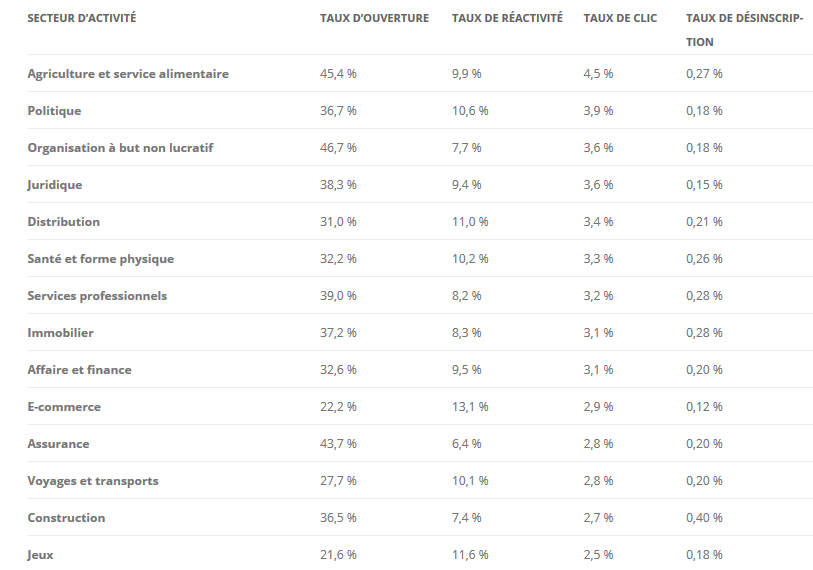 SECTEUR D’ACTIVITÉ TAUX D’OUVERTURE TAUX DE RÉACTIVITÉ TAUX DE CLIC TAUX DE DÉSINSCRIP-
TION
Agriculture et service alimentaire 45,4 % 9,9 % 4,5 % 0,27 %
Politique 36,7 % 10,6 % 3,9 % 0,18 %
Organisation à but non lucratif 46,7 % 7,7 % 3,6 % 0,18 %
Juridique 38,3 % 9,4 % 3,6 % 0,15 %
Distribution 31,0 % 11,0 % 3,4 % 0,21 %
Santé et forme physique 32,2 % 10,2 % 3,3 % 0,26 %
Services professionnels 39,0 % 8,2 % 3,2 % 0,28 %
Immobilier 37,2 % 8,3 % 3,1 % 0,28 %
Affaire et finance 32,6 % 9,5 % 3,1 % 0,20 %
E-commerce 22,2 % 13,1 % 2,9 % 0,12 %
Assurance 43,7 % 6,4 % 2,8 % 0,20 %
Voyages et transports 27,7 % 10,1 % 2,8 % 0,20 %
Construction 36,5 % 7,4 % 2,7 % 0,40 %
Jeux 21,6 % 11,6 % 2,5 % 0,18 %